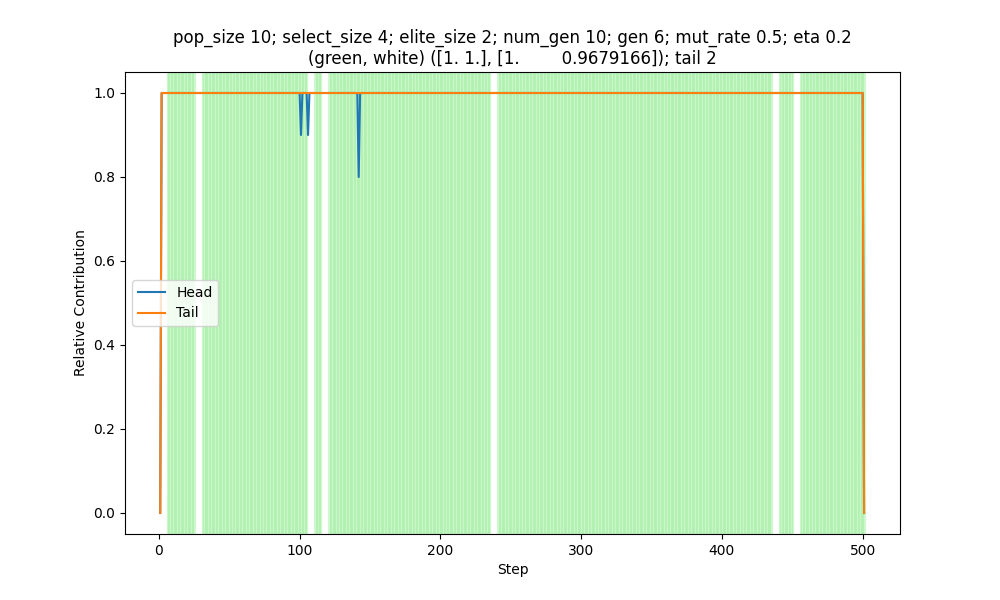 pop_size 10; select_size 4; elite_size 2; num_gen 10; gen 6; mut_rate 0.5; eta 0.2
(green, white) ([1. 1.], [1.        0.9679166]); tail 2
1.0
0.8
0.6
0.4
0.2
0.0
Relative Contribution
Head
Tail
0
100
200
300
400
500
Step